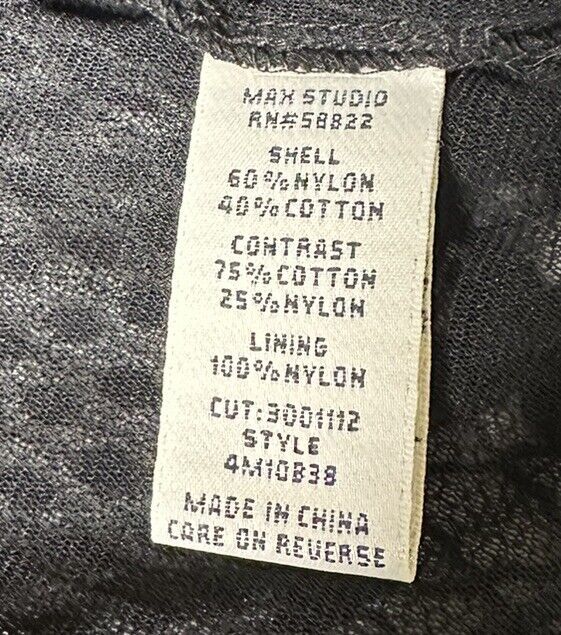 MAX STUDIO
RN#58822
SHELL
60%NYLON
40%COTTON
CONTRAST
75%COTTON
25%NYLON
LINING
100%NYLON
CUT:3001112
STYLE
4M10B38
MADE IN CHINA
CARE ON REVERSE